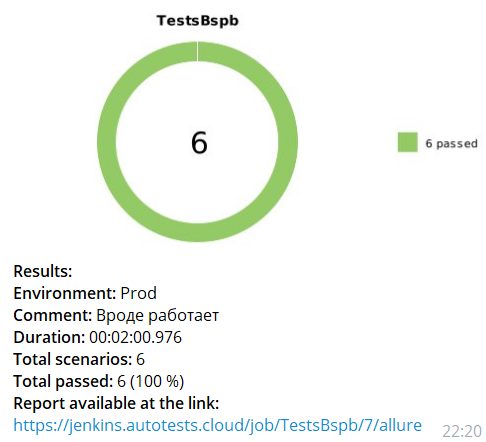 TestsBspb
6
6 passed
Results:
Environment: Prod
Comment: Вроде работает
Duration: 00:02:00.976
Total scenarios: 6
Total passed: 6 (100 %)
Report available at the link:
https://jenkins.autotests.cloud/job/TestsBspb/7/allure
22:20